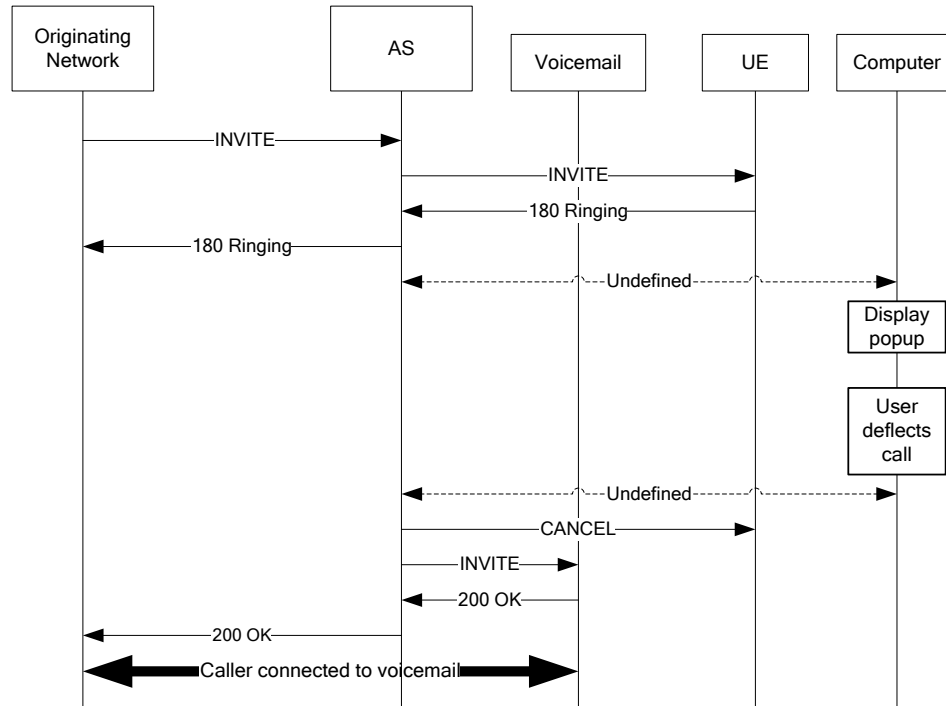 Originating
Network
AS
Voicemail
UE
Computer
INVITE
INVITE
180 Ringing
180 Ringing
Undefined
Display
popup
User
deflects
call
Undefined
CANCEL
INVITE
200 OK
200 OK
Caller connected to voicemail